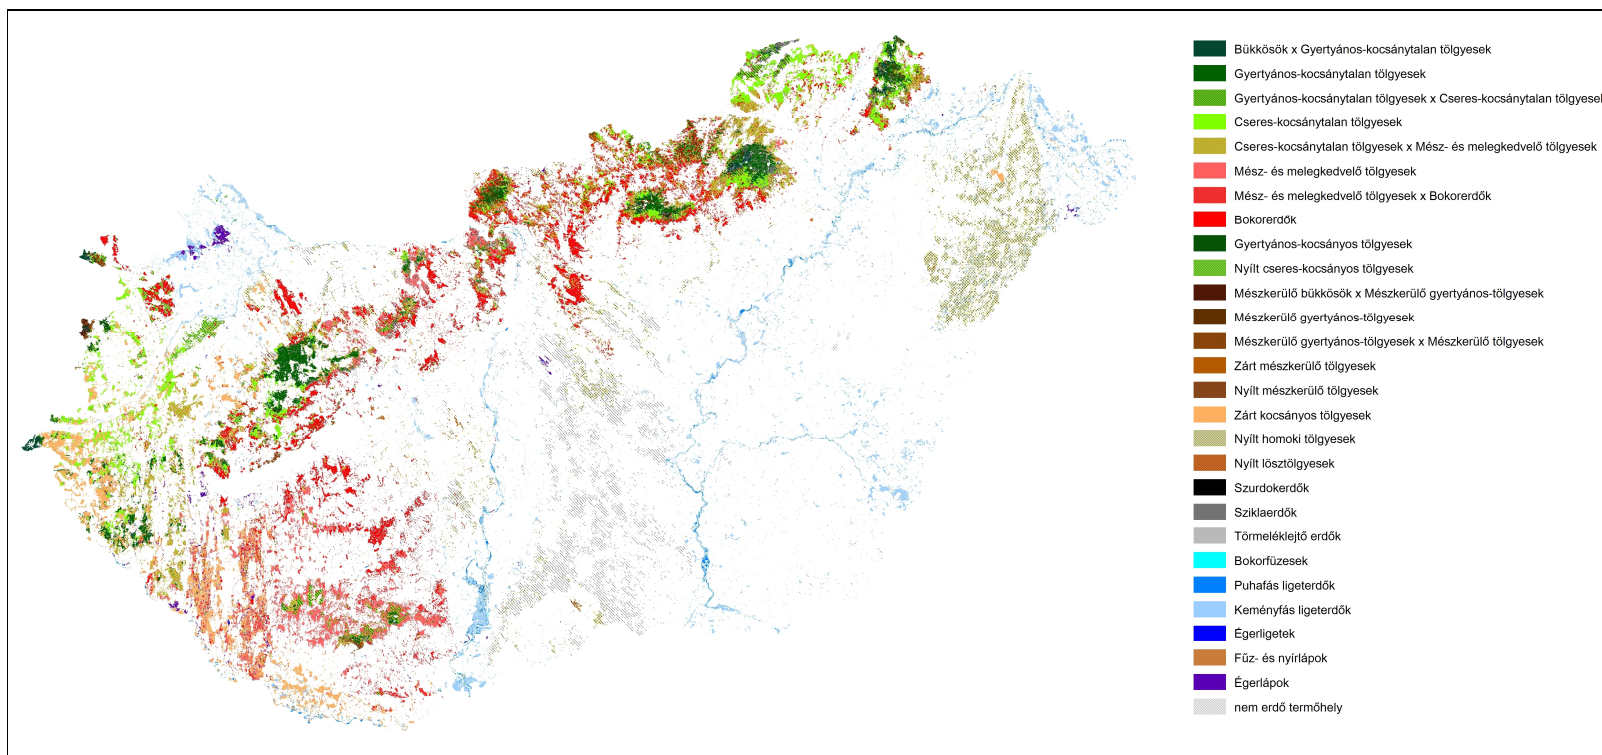 Bükkösök x Gyertyános-kocsánytalan tölgyesek
Gyertyános-kocsánytalan tölgyesek
Gyertyános-kocsánytalan tölgyesek x Cseres-kocsánytalan tölgyesek
Cseres-kocsánytalan tölgyesek
Cseres-kocsánytalan tölgyesek x Mész- és melegkedvelő tölgyesek
Mész- és melegkedvelő tölgyesek
Mész- és melegkedvelő tölgyesek x Bokorerdők
Bokorerdők
Gyertyános-kocsányos tölgyesek
Nyílt cseres-kocsányos tölgyesek
Mészkerülő bükkösök x Mészkerülő gyertyános-tölgyesek
Mészkerülő gyertyános-tölgyesek
Mészkerülő gyertyános-tölgyesek x Mészkerülő tölgyesek
Zárt mészkerülő tölgyesek
Nyílt mészkerülő tölgyesek
Zárt kocsányos tölgyesek
Nyílt homoki tölgyesek
Nyílt lösztölgyesek
Szurdokerdők
Sziklaerdők
Törmeléklejtő erdők
Bokorfüzesek
Puhafás ligeterdők
Keményfás ligeterdők
Égerligetek
Fűz- és nyírlápok
Égerlápok
nem erdő termőhely